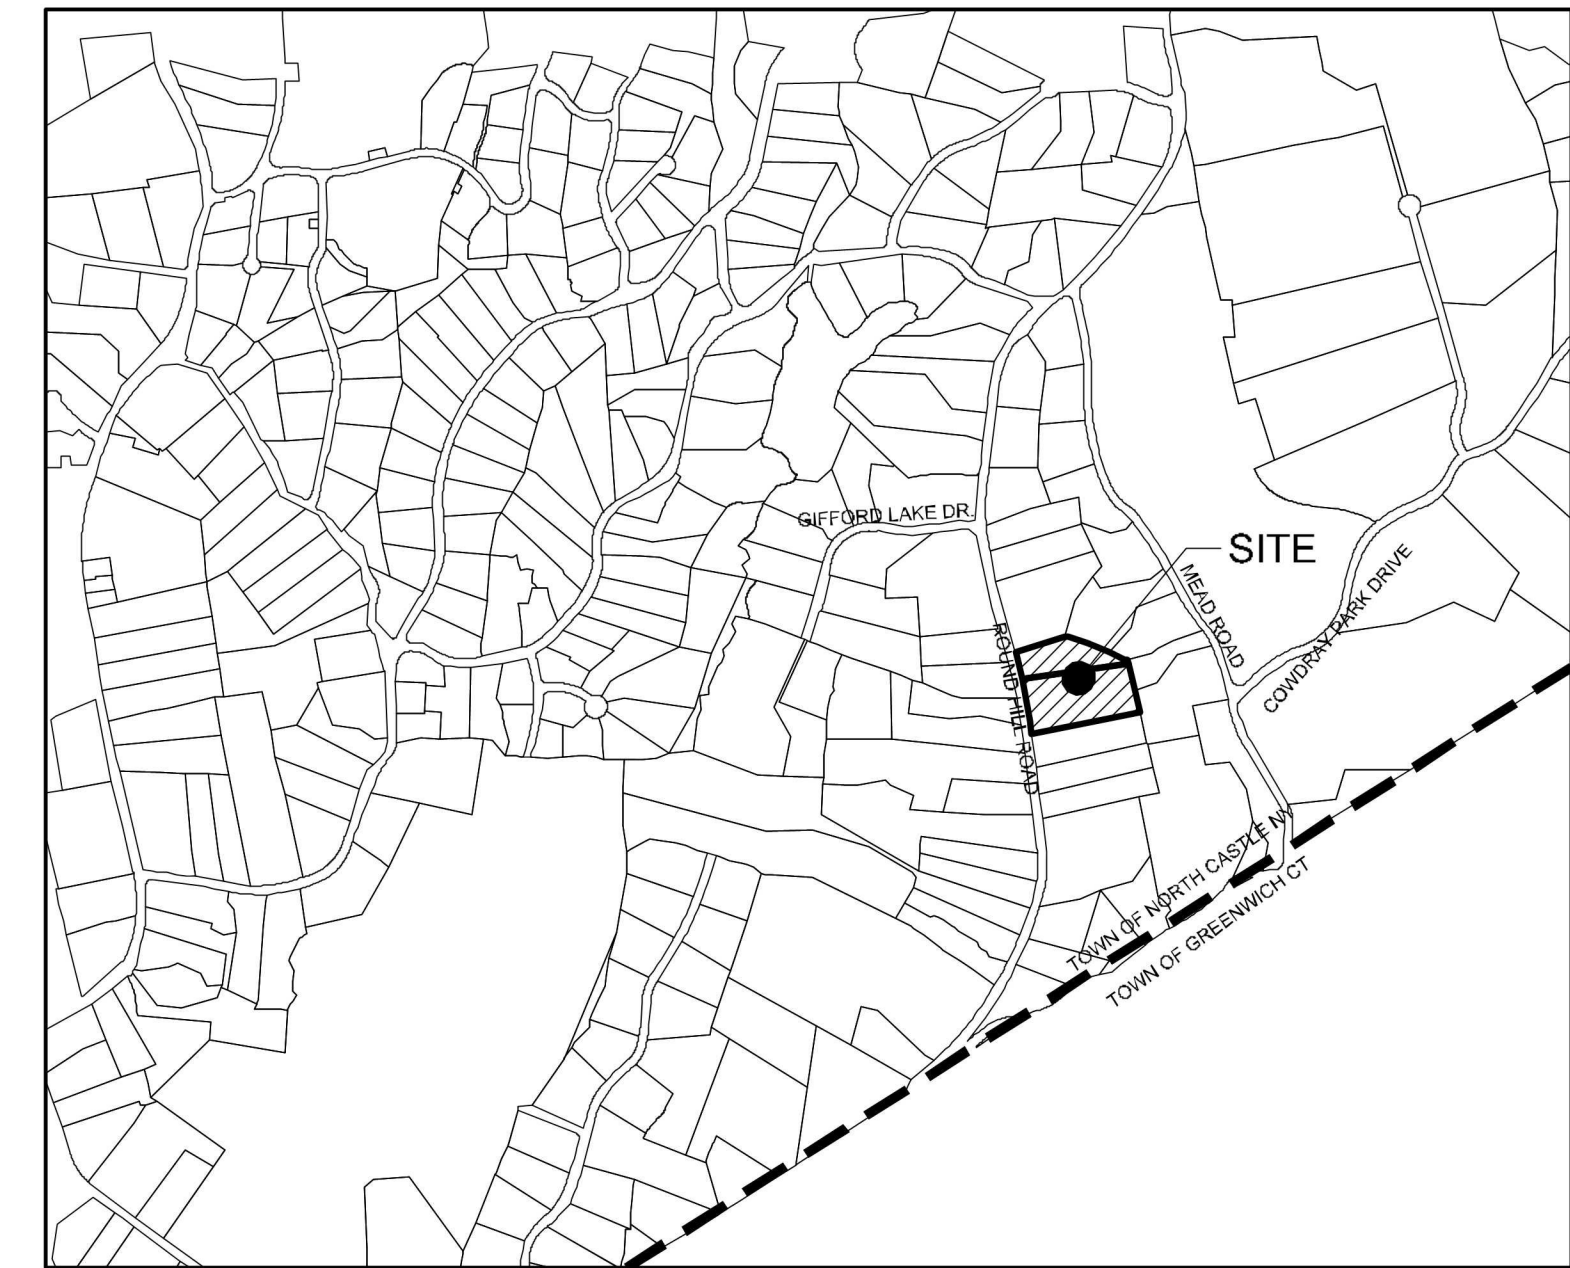 GIFFORD LAKE DR.
SITE
MEAD ROAD
COWDRAY PARK DRIVE
ROUND HILL ROAD
TOWN OF NORTH CASTLE NY
TOWN OF GREENWICH CT